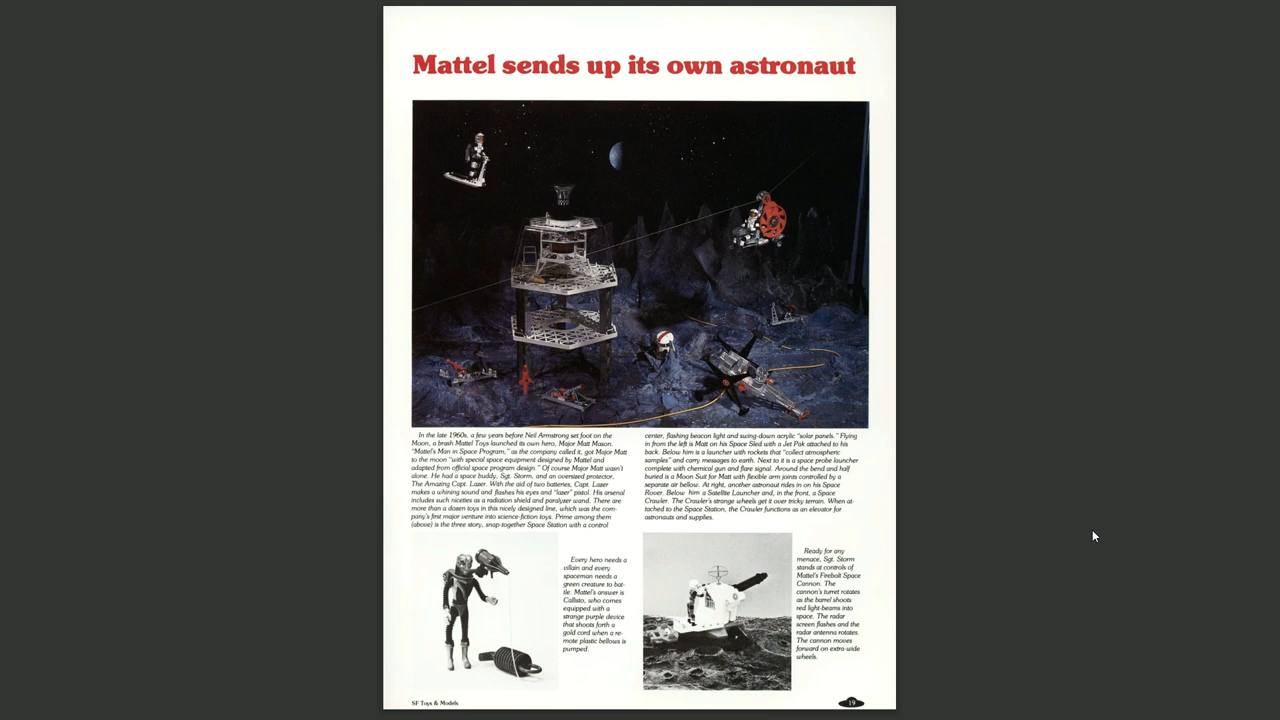 Mattel sends up its own astronaut
In the late 1960s, a few years before Neil Armstrong set foot on the
Moon, a brash Mattel Toys launched its own hero, Major Matt Mason.
"Mattel's Man in Space Program," as the company called it, got Major Matt
to the moon "with special space equipment designed by Mattel and
adapted from official space program design." Of course Major Matt wasn't
alone. He had a space buddy, Sgt. Storm, and an oversized protector,
The Amazing Capt. Lazer. With the aid of two batteries, Capt. Lazer
makes a whining sound and flashes his eyes and "lazer" pistol. His arsenal
includes such niceties as a radiation shield and paralyzer wand. There are
more than a dozen toys in this nicely designed line, which was the com-
pany's first major venture into science-fiction toys. Prime among them
(above) is the three story, snap-together Space Station with a control
center, flashing beacon light and swing-down acrylic "solar panels." Flying
in from the left is Matt on his Space Sled with a Jet Pak attached to his
back. Below him is a launcher with rockets that "collect atmospheric
samples" and carry messages to earth. Next to it is a space probe launcher
complete with chemical gun and flare signal. Around the bend and half
buried is a Moon Suit for Matt with flexible arm joints controlled by a
separate air bellow. At right, another astronaut rides in on his Space
Rover. Below him a Satellite Launcher and, in the front, a Space
Crawler. The Crawler's strange wheels get it over tricky terrain. When at-
tached to the Space Station, the Crawler functions as an elevator for
astronauts and supplies.
Every hero needs a
villain and every
spaceman needs a
green creature to bat-
tle. Mattel's answer is
Callisto, who comes
equipped with a
strange purple device
that shoots forth a
gold cord when a re-
mote plastic bellows is
pumped.
Ready for any
menace, Sgt. Storm
stands at controls of
Mattel's Firebolt Space
Cannon. The
cannon's turret rotates
as the barrel shoots
red light-beams into
space. The radar
screen flashes and the
radar antenna rotates.
The cannon moves
forward on extra-wide
wheels.
SF Toys & Models
19